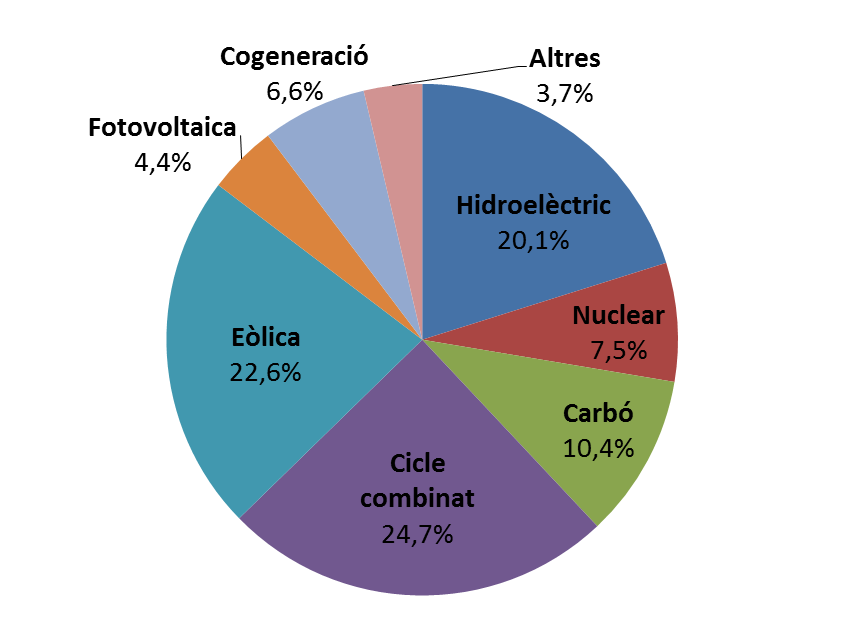 Cogeneració
6,6%
Altres
3,7%
Fotovoltaica
4,4%
Hidroelèctric
20,1%
Nuclear
7,5%
Eòlica
22,6%
Carbó
10,4%
Cicle
combinat
24,7%